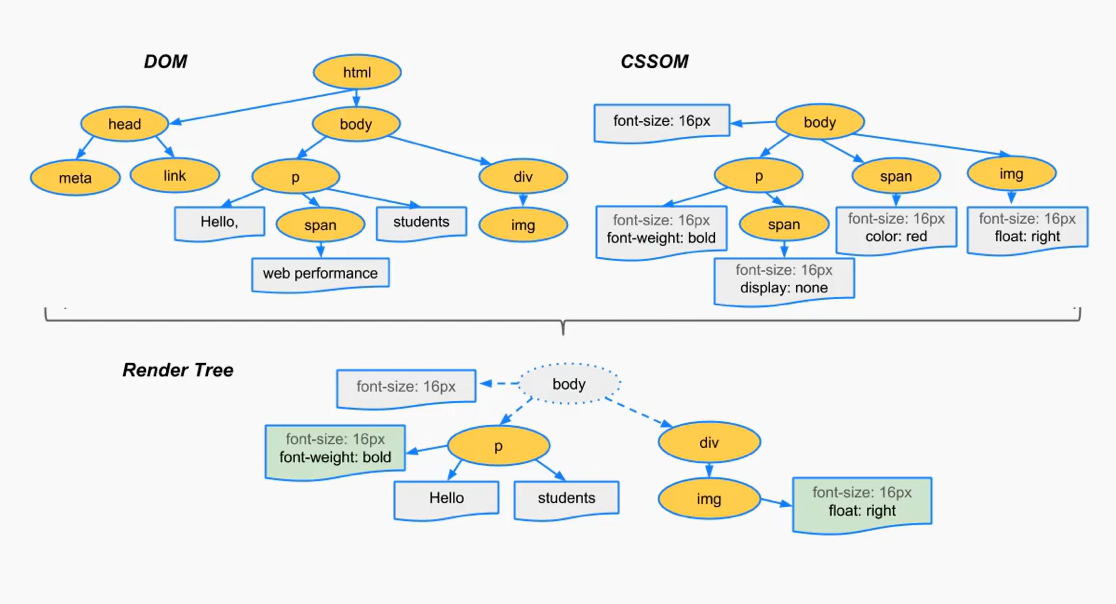 DOM
html
head
body
meta
link
p
div
Hello,
span
students
img
web performance
CSSOM
font-size: 16px
body
p
span
img
font-size: 16px
font-weight: bold
span
font-size: 16px
color: red
font-size: 16px
float: right
font-size: 16px
display: none
Render Tree
font-size: 16px
body
font-size: 16px
font-weight: bold
p
div
Hello
students
img
font-size: 16px
float: right